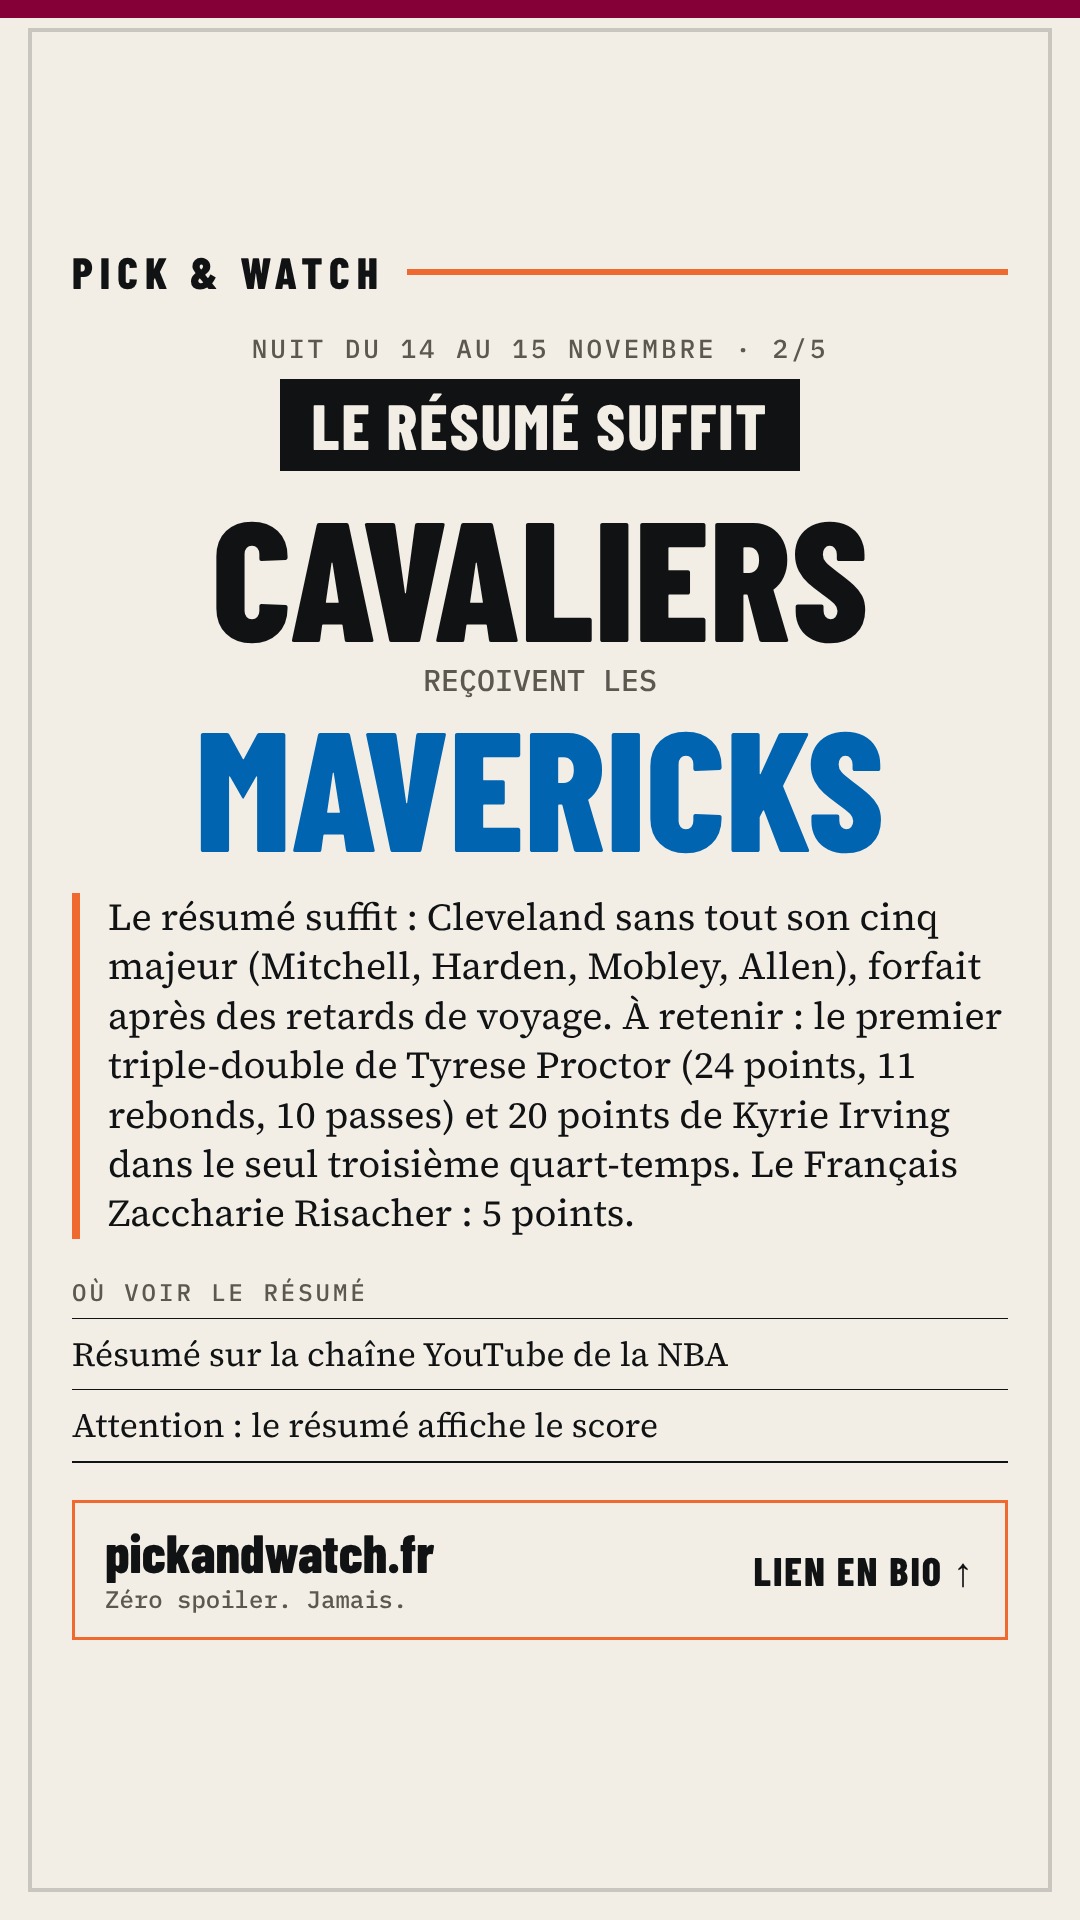 PICK & WATCH
NUIT DU 14 AU 15 NOVEMBRE · 2/5
LE RÉSUMÉ SUFFIT
CAVALIERS
REÇOIVENT LES
MAVERICKS
Le résumé suffit : Cleveland sans tout son cinq
majeur (Mitchell, Harden, Mobley, Allen), forfait
après des retards de voyage. À retenir : le premier
triple-double de Tyrese Proctor (24 points, 11
rebonds, 10 passes) et 20 points de Kyrie Irving
dans le seul troisième quart-temps. Le Français
Zaccharie Risacher : 5 points.
OÙ VOIR LE RÉSUMÉ
Résumé sur la chaîne YouTube de la NBA
Attention : le résumé affiche le score
pickandwatch.fr
Zéro spoiler. Jamais.
LIEN EN BIO ↑